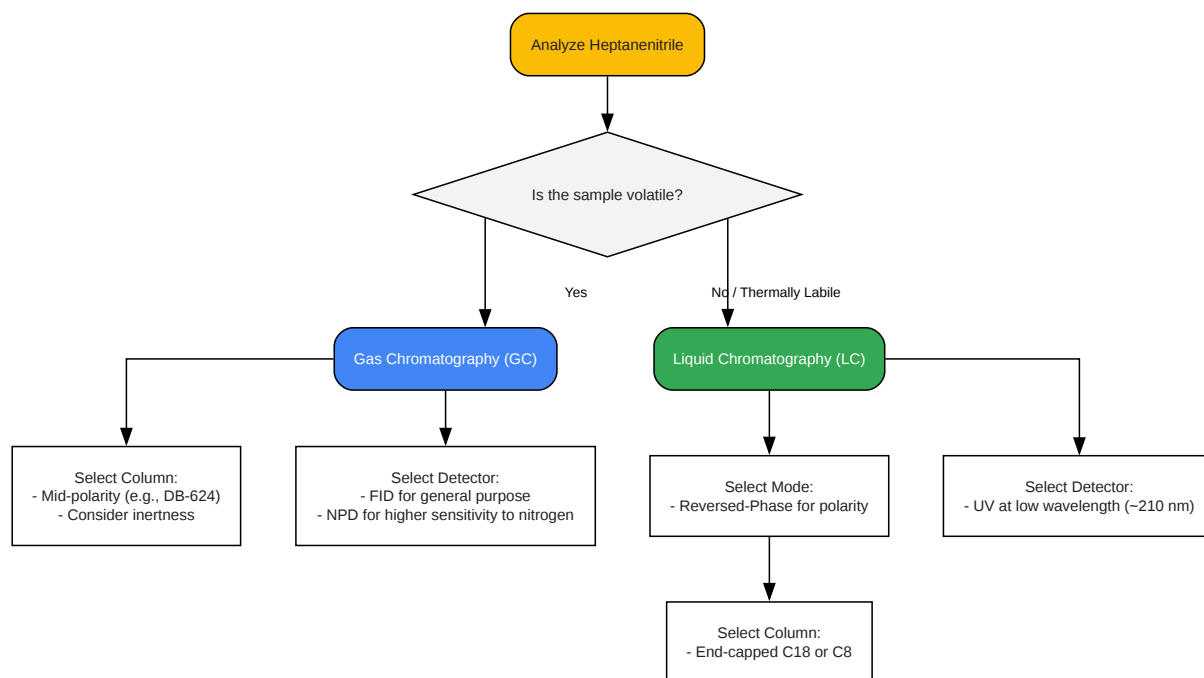 Analyze Heptanenitrile
Is the sample volatile?
Yes
No / Thermally Labile
Gas Chromatography (GC)
Liquid Chromatography (LC)
Select Column:
- Mid-polarity (e.g., DB-624)
- Consider inertness
Select Detector:
- FID for general purpose
- NPD for higher sensitivity to nitrogen
Select Mode:
- Reversed-Phase for polarity
Select Detector:
- UV at low wavelength (~210 nm)
Select Column:
- End-capped C18 or C8